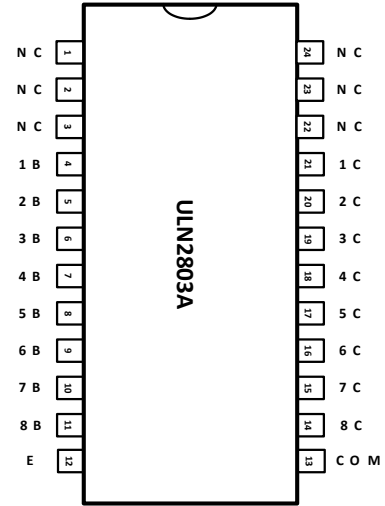 N C 1 24 N C
N C 2 23 N C
N C 3 22 N C
1 B 4 21 1 C
2 B 5 20 2 C
3 B 6 19 3 C
4 B 7 18 4 C
5 B 8 17 5 C
6 B 9 16 6 C
7 B 10 15 7 C
8 B 11 14 8 C
E 12 13 C O M
ULN2803A